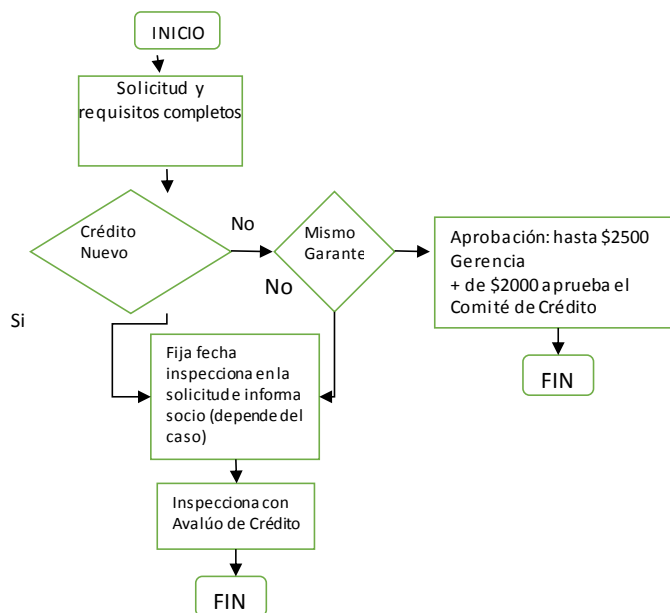 INICIO
Solicitud y
requisitos completos
Crédito
Nuevo
No
Mismo
Garante
No
Aprobación: hasta $2500
Gerencia
+ de $2000 aprueba el
Comité de Crédito
Si
FIN
Fija fecha
inspecciona en la
solicitud e informa
socio (depende del
caso)
Inspecciona con
Avalúo de Crédito
FIN